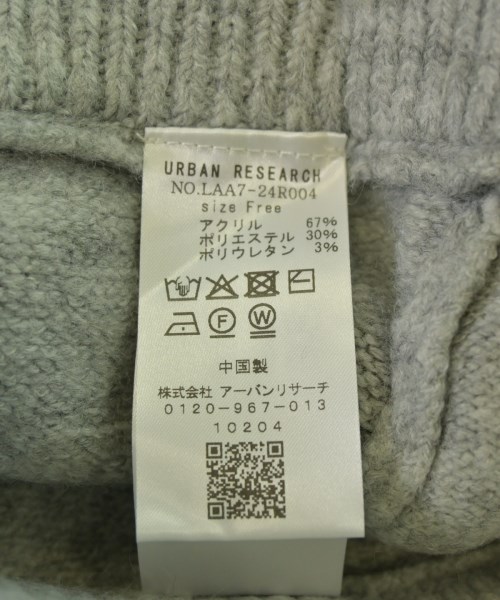 URBAN RESEARCH
NO.LAA7-24R004
size Free
アクリル 67%
ポリエステル 30%
ポリウレタン 3%
F W
中国製
株式会社 アーバンリサーチ
0120-967-013
10204